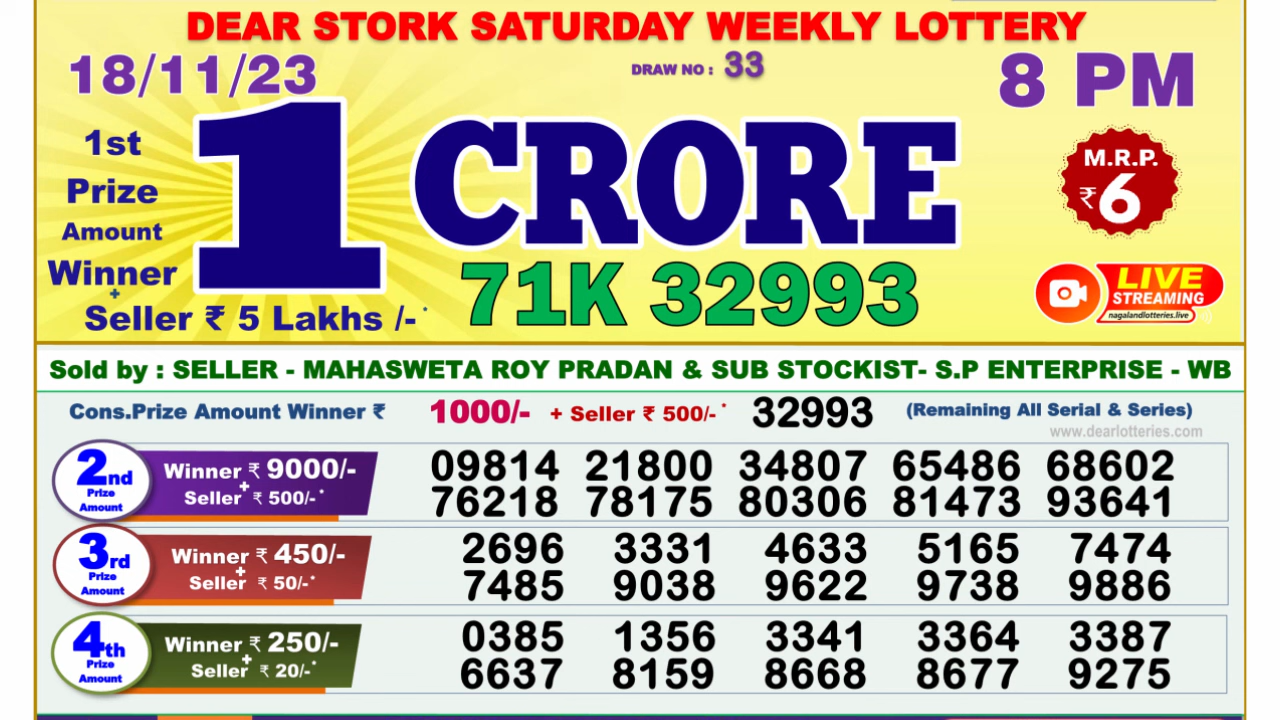 DEAR STORK SATURDAY WEEKLY LOTTERY
18/11/23
DRAW NO : 33
8 PM
1st
Prize
Amount
Winner
+
Seller ₹ 5 Lakhs /-*
1 CRORE
71K 32993
M.R.P.
₹6
LIVE
STREAMING
nagalandlotteries.live
Sold by : SELLER - MAHASWETA ROY PRADAN & SUB STOCKIST- S.P ENTERPRISE - WB
Cons.Prize Amount Winner ₹ 1000/- + Seller ₹ 500/-* 32993 (Remaining All Serial & Series)
www.dearlotteries.com
2nd
Prize
Amount
Winner ₹ 9000/-
+
Seller ₹ 500/-*
09814 21800 34807 65486 68602
76218 78175 80306 81473 93641
3rd
Prize
Amount
Winner ₹ 450/-
+
Seller ₹ 50/-*
2696 3331 4633 5165 7474
7485 9038 9622 9738 9886
4th
Prize
Amount
Winner ₹ 250/-
+
Seller ₹ 20/-*
0385 1356 3341 3364 3387
6637 8159 8668 8677 9275